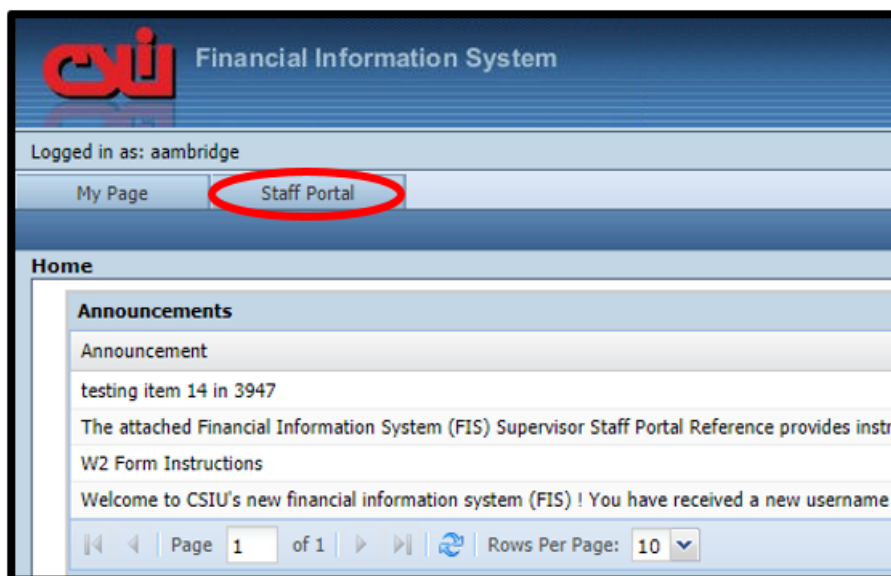 CSIU Financial Information System
Logged in as: aambridge
My Page Staff Portal
Home
Announcements
Announcement
testing item 14 in 3947
The attached Financial Information System (FIS) Supervisor Staff Portal Reference provides
W2 Form Instructions
Welcome to CSIU's new financial information system (FIS) ! You have received a new username
Page 1 of 1 Rows Per Page: 10